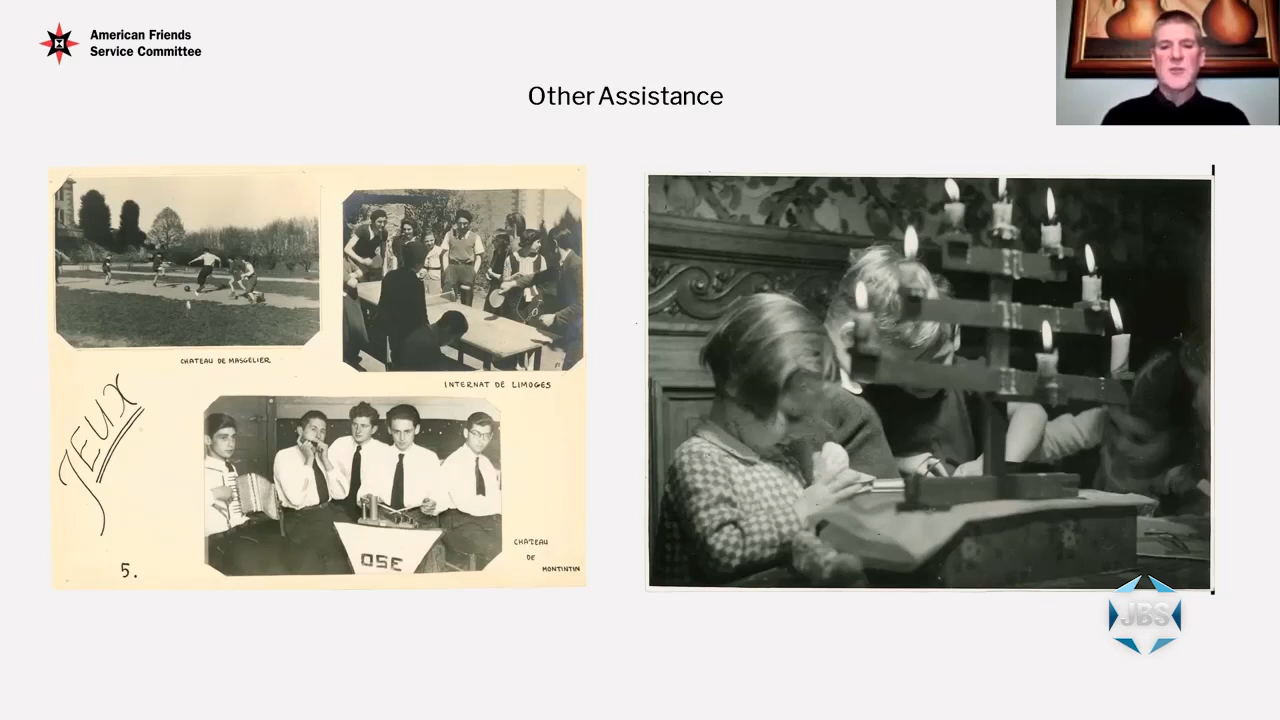 American Friends
Service Committee
Other Assistance
CHATEAU DE MASGELIER
INTERNAT DE LIMOGES
JEUX
OSE
CHATEAU
DE
MONTINTIN
5.
JBS